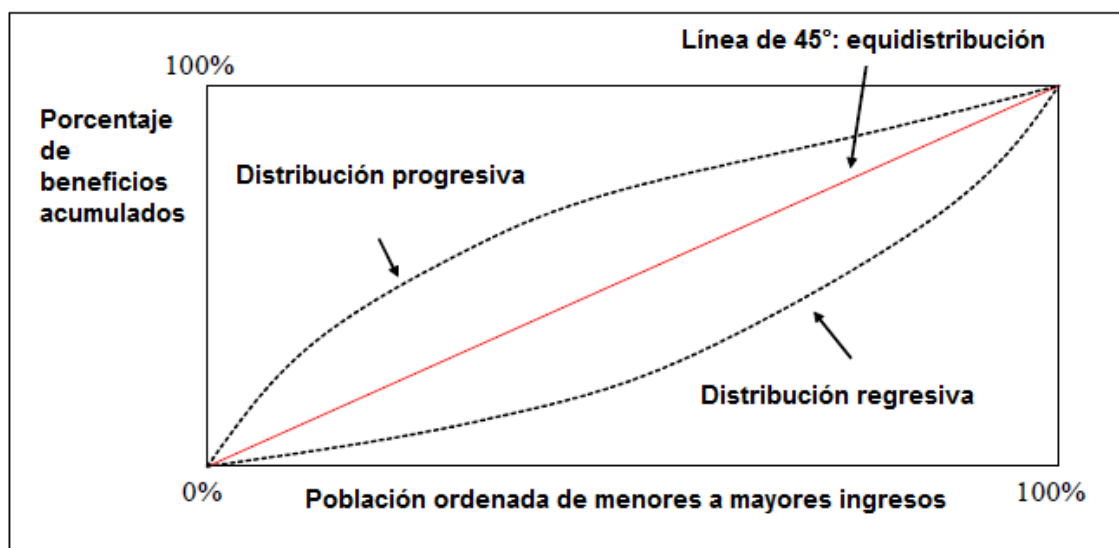 Línea de 45°: equidistribución
100%
Porcentaje
de
beneficios
acumulados
Distribución progresiva
Distribución regresiva
0%
Población ordenada de menores a mayores ingresos
100%